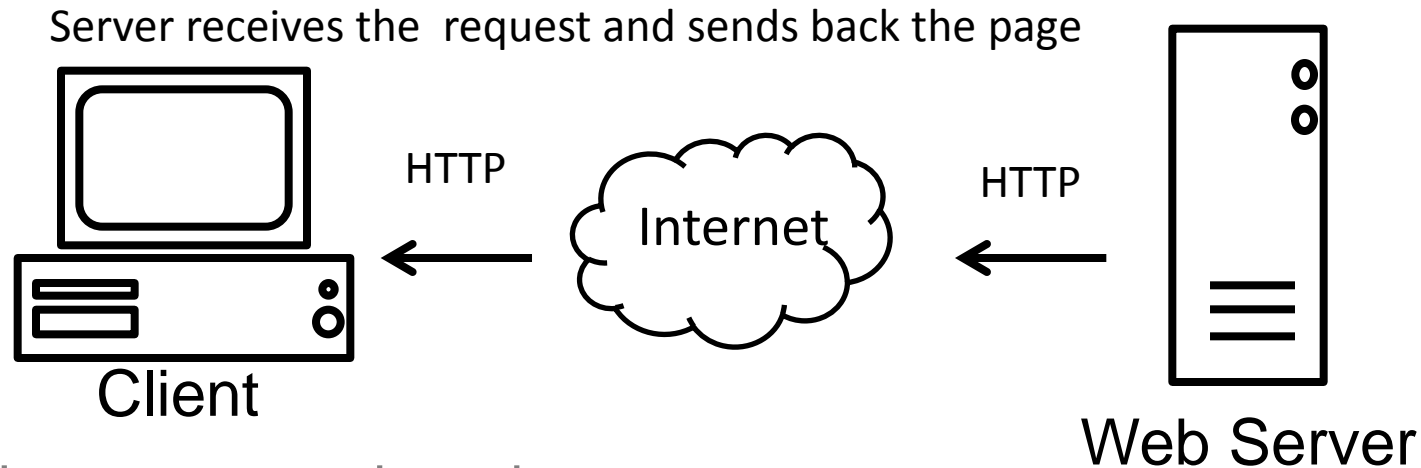 Server receives the  request and sends back the page
HTTP
HTTP
Internet
Client
Web Server